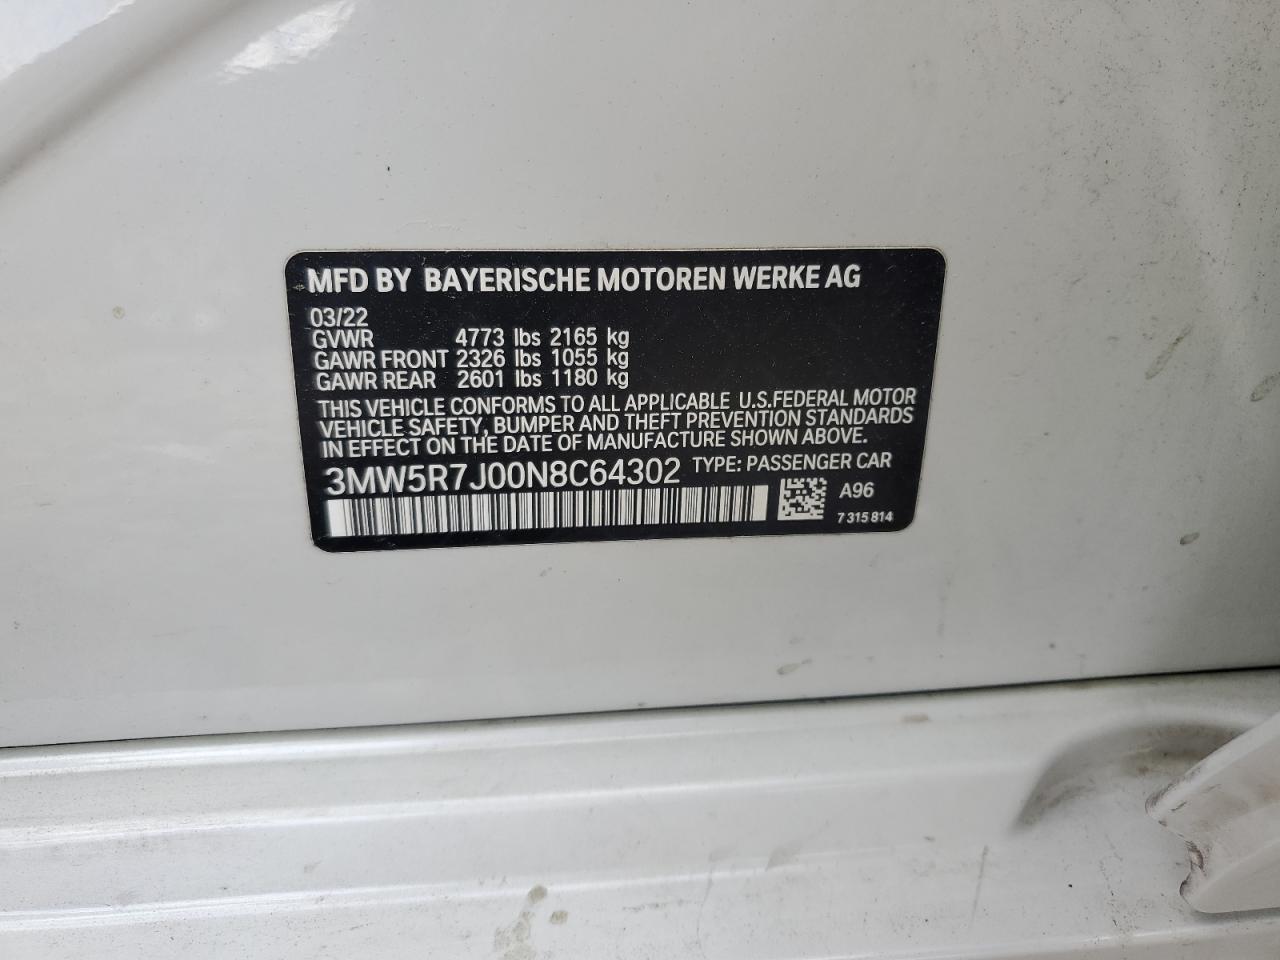 MFD BY BAYERISCHE MOTOREN WERKE AG
03/22
GVWR 4773 lbs 2165 kg
GAWR FRONT 2326 lbs 1055 kg
GAWR REAR 2601 lbs 1180 kg
THIS VEHICLE CONFORMS TO ALL APPLICABLE U.S.FEDERAL MOTOR
VEHICLE SAFETY, BUMPER AND THEFT PREVENTION STANDARDS
IN EFFECT ON THE DATE OF MANUFACTURE SHOWN ABOVE.
3MW5R7J00N8C64302 TYPE: PASSENGER CAR
A96
7 315 814